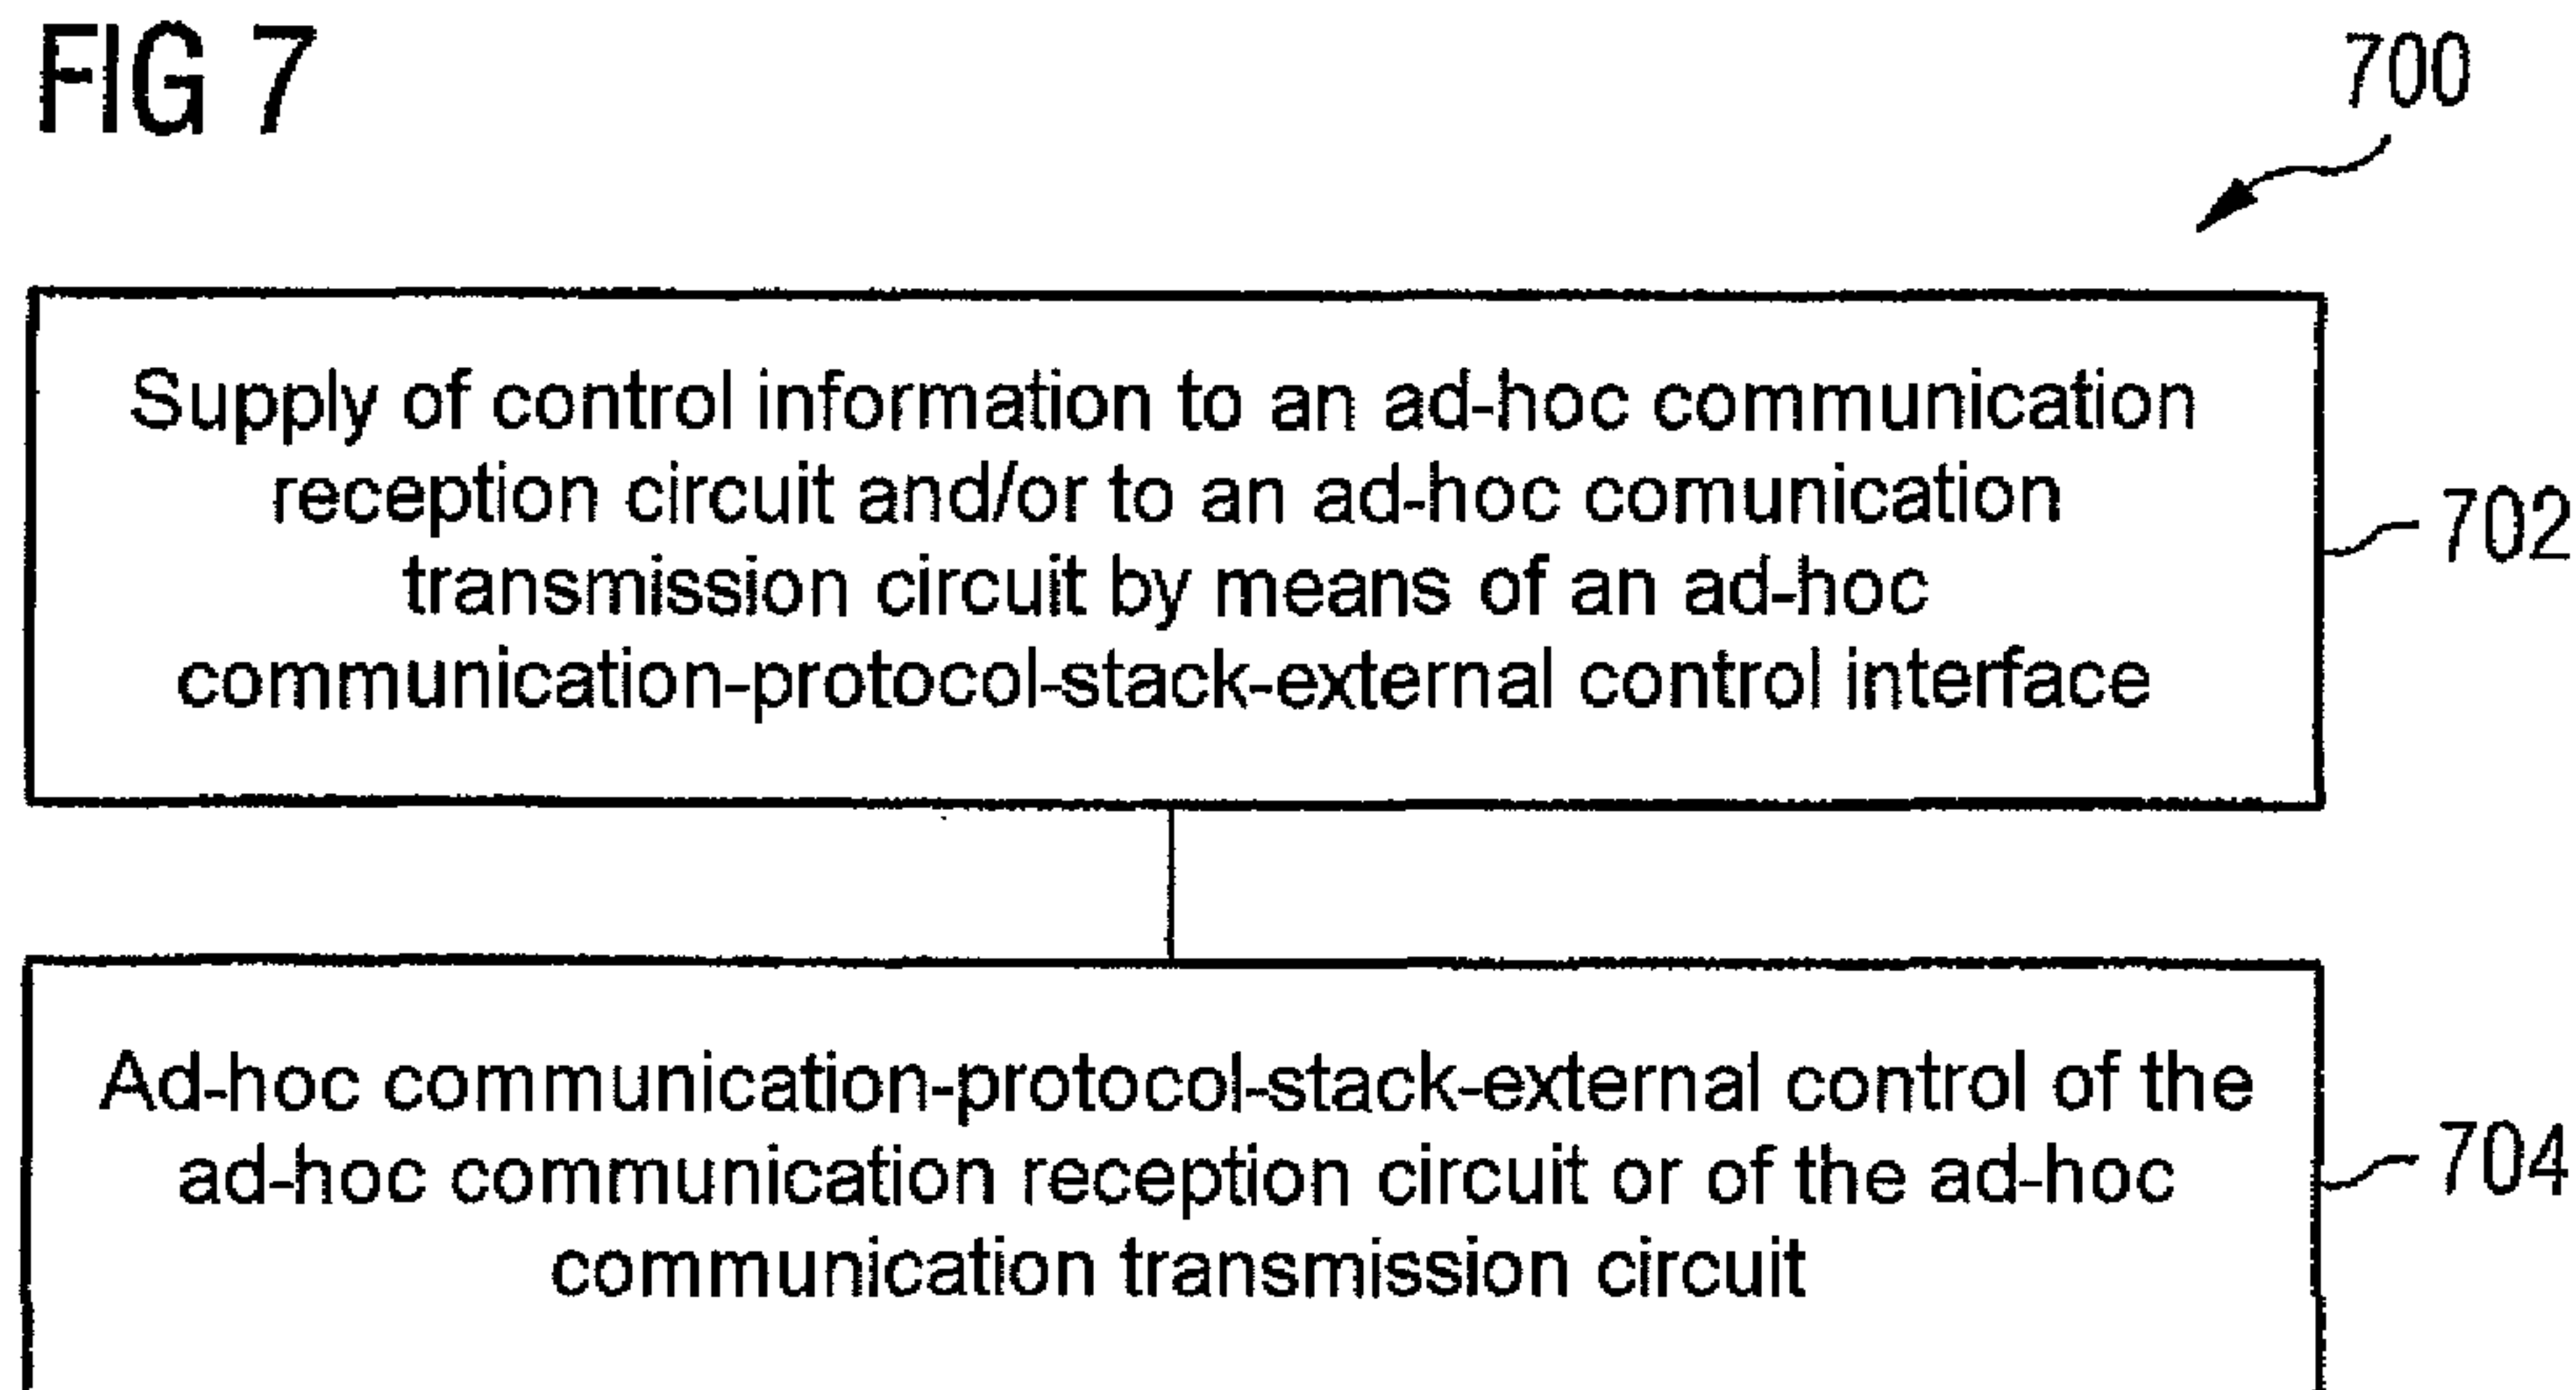 FIG 7
700
Supply of control information to an ad-hoc communication
reception circuit and/or to an ad-hoc comunication
transmission circuit by means of an ad-hoc
communication-protocol-stack-external control interface
702
Ad-hoc communication-protocol-stack-external control of the
ad-hoc communication reception circuit or of the ad-hoc
communication transmission circuit
704